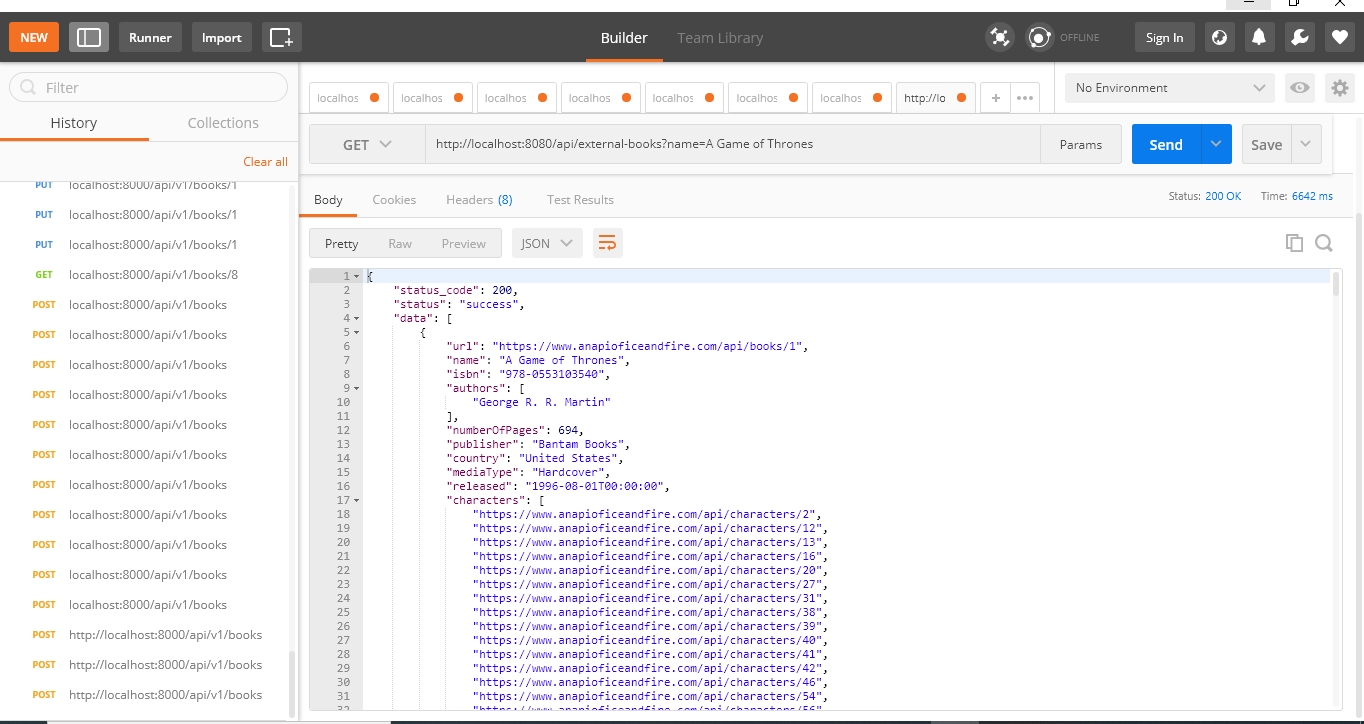 NEW
Runner
Import
Builder
Team Library
OFFLINE
Sign In
Filter
History
Collections
Clear all
PUT localhost:8000/api/v1/books/1
PUT localhost:8000/api/v1/books/1
PUT localhost:8000/api/v1/books/1
GET localhost:8000/api/v1/books/8
POST localhost:8000/api/v1/books
POST localhost:8000/api/v1/books
POST localhost:8000/api/v1/books
POST localhost:8000/api/v1/books
POST localhost:8000/api/v1/books
POST localhost:8000/api/v1/books
POST localhost:8000/api/v1/books
POST localhost:8000/api/v1/books
POST localhost:8000/api/v1/books
POST localhost:8000/api/v1/books
POST localhost:8000/api/v1/books
POST http://localhost:8000/api/v1/books
POST http://localhost:8000/api/v1/books
POST http://localhost:8000/api/v1/books
localhos localhos localhos localhos localhos localhos localhos http://lo + •••
No Environment
GET http://localhost:8080/api/external-books?name=A Game of Thrones Params Send Save
Body Cookies Headers (8) Test Results
Status: 200 OK Time: 6642 ms
Pretty Raw Preview JSON
1 {
2 "status_code": 200,
3 "status": "success",
4 "data": [
5 {
6 "url": "https://www.anapioficeandfire.com/api/books/1",
7 "name": "A Game of Thrones",
8 "isbn": "978-0553103540",
9 "authors": [
10 "George R. R. Martin"
11 ],
12 "numberOfPages": 694,
13 "publisher": "Bantam Books",
14 "country": "United States",
15 "mediaType": "Hardcover",
16 "released": "1996-08-01T00:00:00",
17 "characters": [
18 "https://www.anapioficeandfire.com/api/characters/2",
19 "https://www.anapioficeandfire.com/api/characters/12",
20 "https://www.anapioficeandfire.com/api/characters/13",
21 "https://www.anapioficeandfire.com/api/characters/16",
22 "https://www.anapioficeandfire.com/api/characters/20",
23 "https://www.anapioficeandfire.com/api/characters/27",
24 "https://www.anapioficeandfire.com/api/characters/31",
25 "https://www.anapioficeandfire.com/api/characters/38",
26 "https://www.anapioficeandfire.com/api/characters/39",
27 "https://www.anapioficeandfire.com/api/characters/40",
28 "https://www.anapioficeandfire.com/api/characters/41",
29 "https://www.anapioficeandfire.com/api/characters/42",
30 "https://www.anapioficeandfire.com/api/characters/46",
31 "https://www.anapioficeandfire.com/api/characters/54",
32 "https://www.anapioficeandfire.com/api/characters/56",